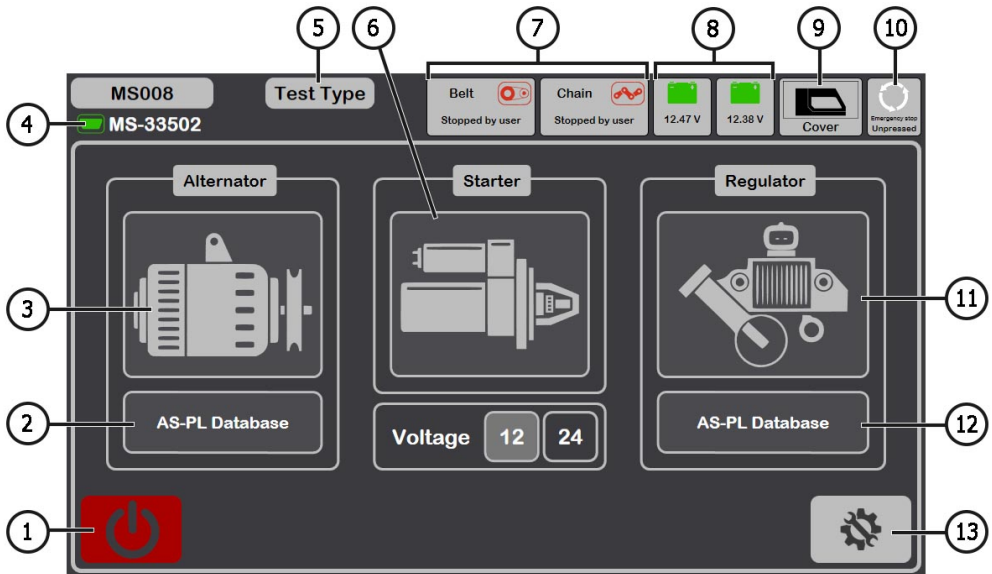 5
6
7
8
9
10
MS008
Test Type
Belt
Stopped by user
Chain
Stopped by user
12.47 V
12.38 V
Cover
Emergency stop
Unpressed
4
MS-33502
Alternator
Starter
Regulator
3
11
2
AS-PL Database
Voltage 12 24
AS-PL Database
12
1
13